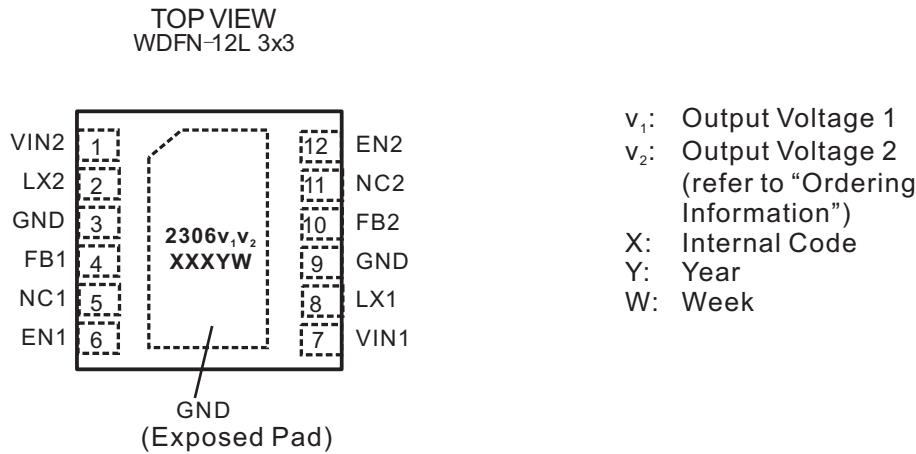 TOP VIEW
WDFN-12L 3x3
VIN2 1
LX2 2
GND 3
FB1 4
NC1 5
EN1 6
2306v₁v₂
XXXYW
12 EN2
11 NC2
10 FB2
9 GND
8 LX1
7 VIN1
GND
(Exposed Pad)
v₁: Output Voltage 1
v₂: Output Voltage 2
(refer to “Ordering
Information”)
X: Internal Code
Y: Year
W: Week